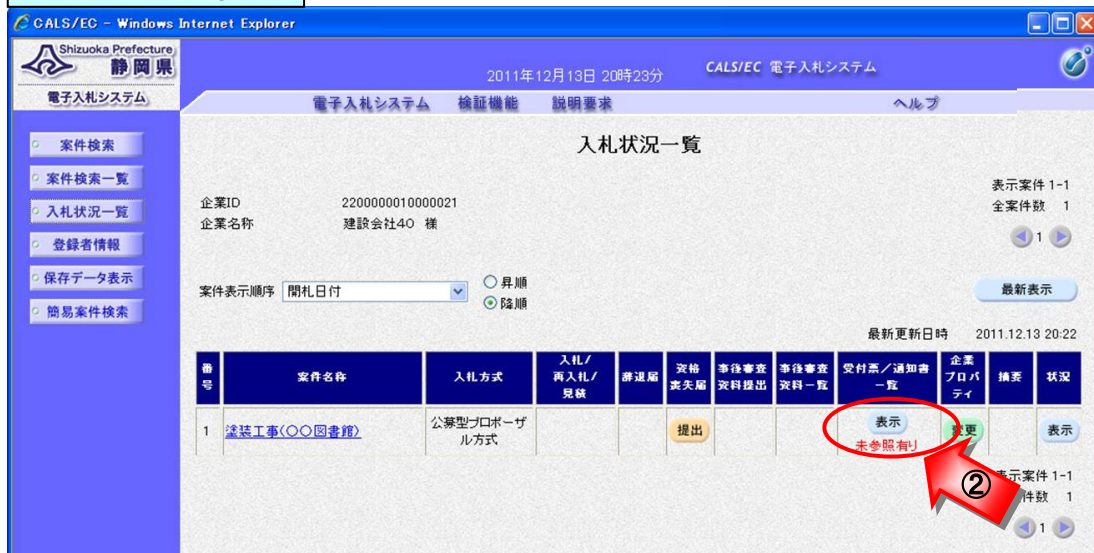 CALS/EC - Windows Internet Explorer
Shizuoka Prefecture
静岡県
電子入札システム
2011年12月13日 20時23分
CALS/EC 電子入札システム
電子入札システム 検証機能 説明要求 ヘルプ
案件検索
案件検索一覧
入札状況一覧
登録者情報
保存データ表示
簡易案件検索
入札状況一覧
表示案件 1-1
全案件数 1
1
企業ID 2200000010000021
企業名称 建設会社40 様
案件表示順序 開札日付
昇順
降順
最新表示
最新更新日時 2011.12.13 20:22
番号 案件名称 入札方式 入札/再入札/見積 辞退届 資格喪失届 事後審査資料提出 事後審査資料一覧 受付票/通知書一覧 企業プロパティ 摘要 状況
1 塗装工事(〇〇図書館) 公募型プロポーザル方式 提出 表示 未参照有り 変更 表示
②
表示案件 1-1
件数 1
1